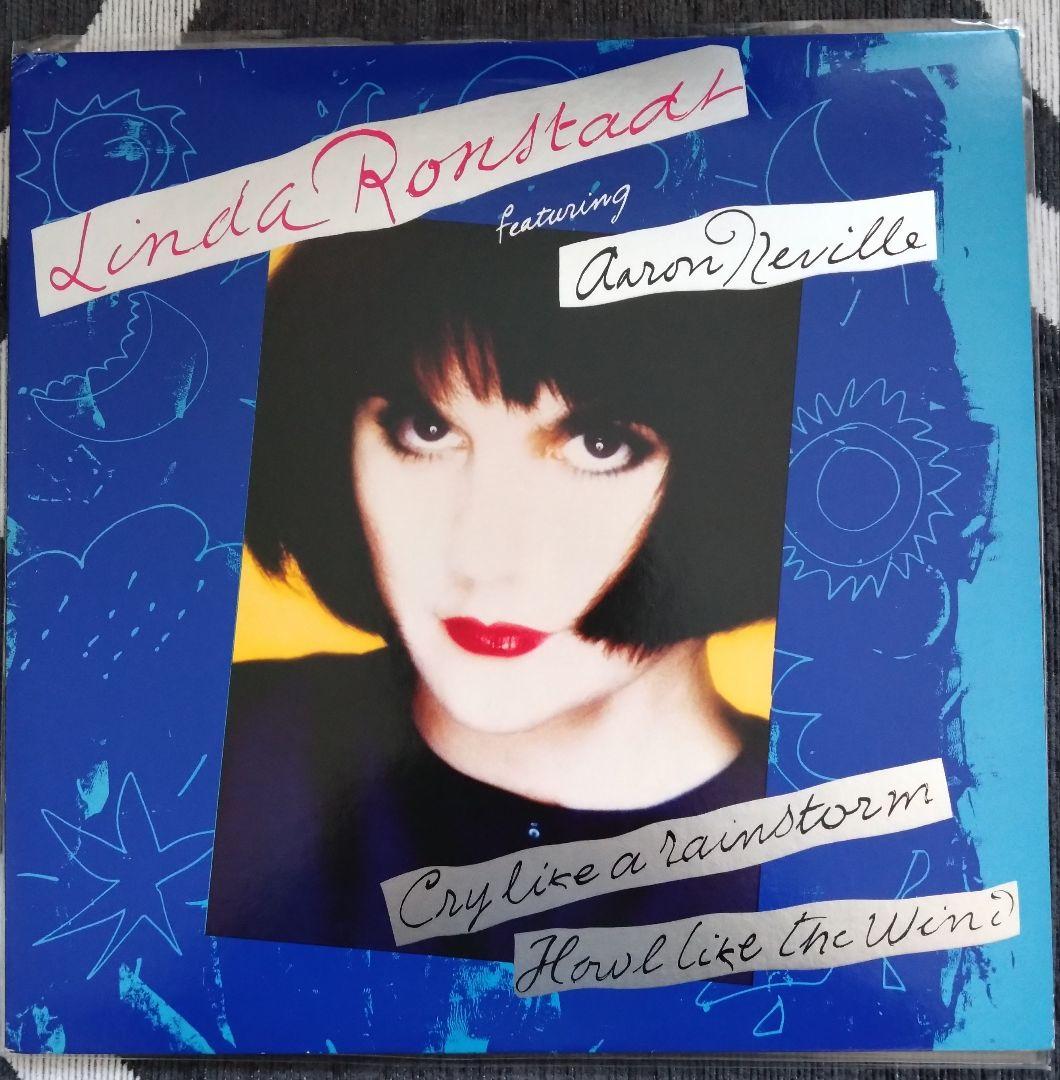 Linda Ronstadt
featuring
Aaron Neville
Cry like a rainstorm
Howl like the Wind